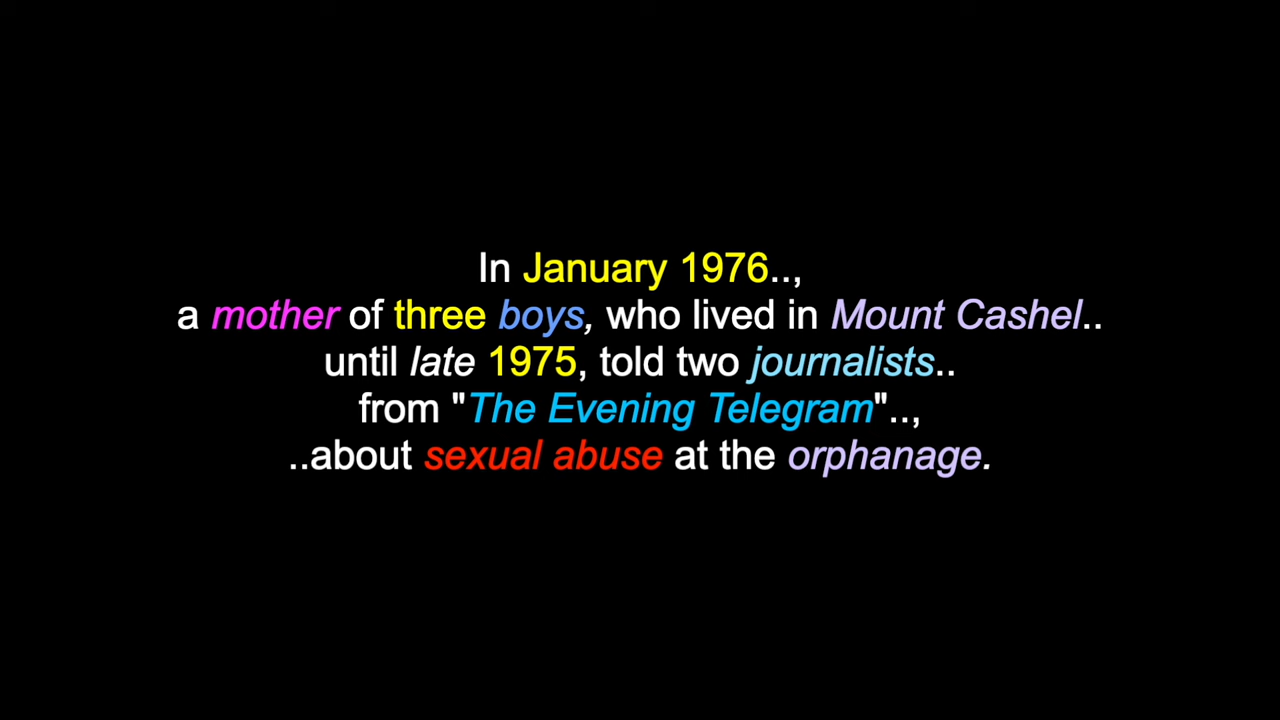 In January 1976..,
a mother of three boys, who lived in Mount Cashel..
until late 1975, told two journalists..
from "The Evening Telegram"..,
..about sexual abuse at the orphanage.